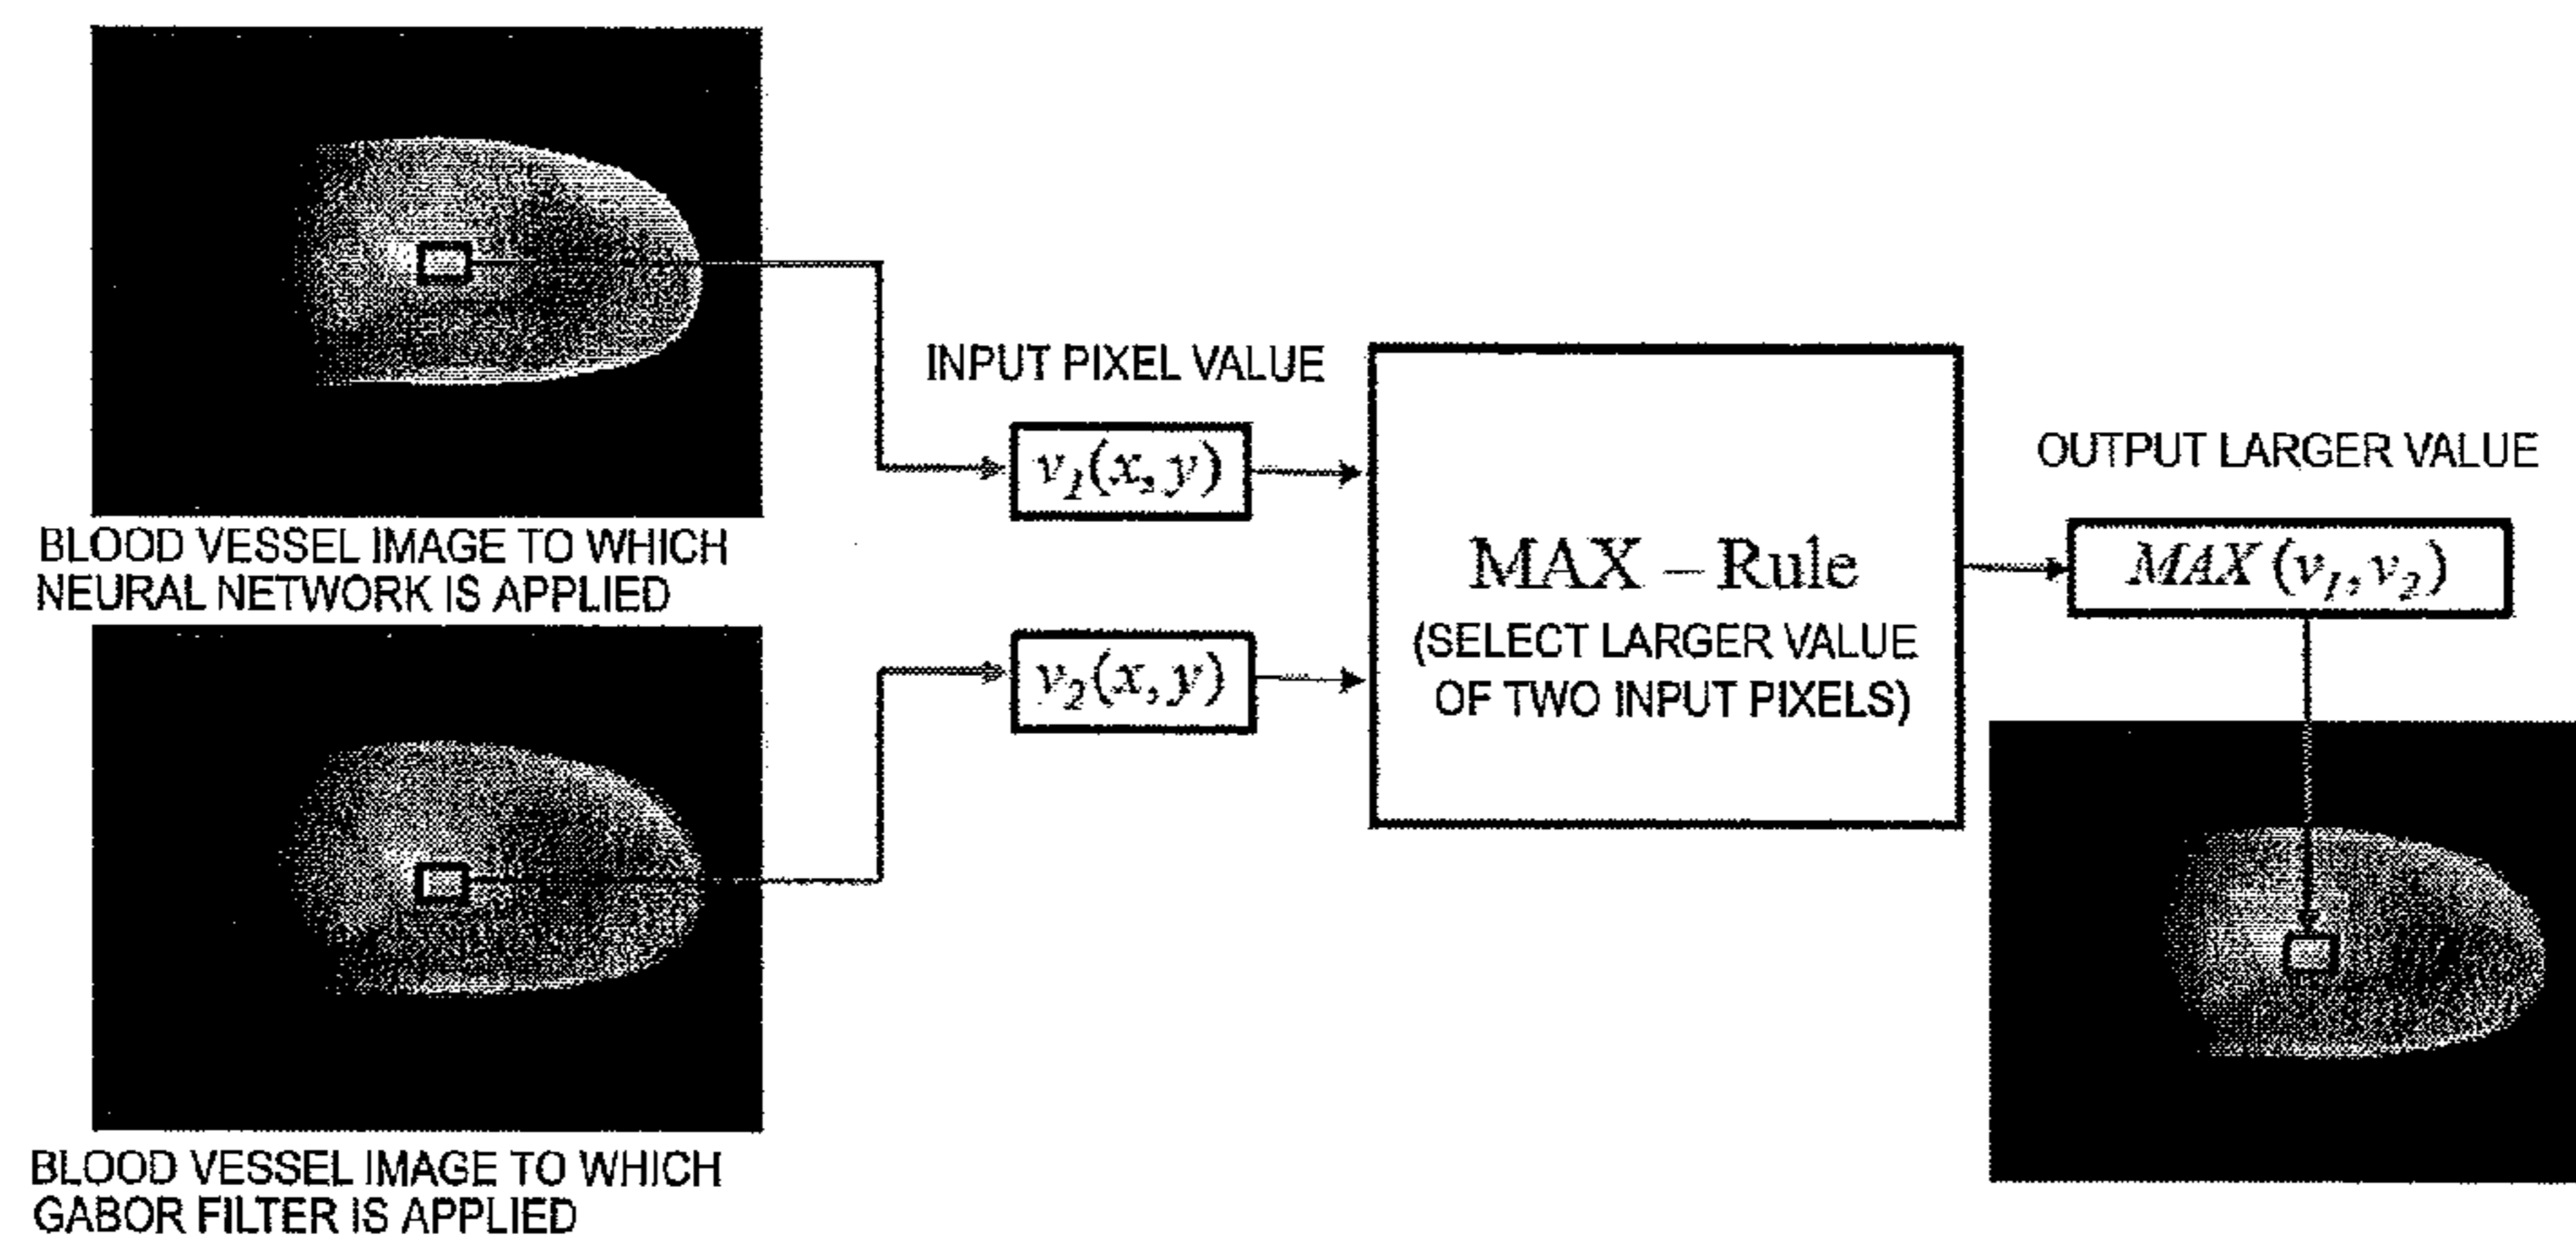 BLOOD VESSEL IMAGE TO WHICH
NEURAL NETWORK IS APPLIED
BLOOD VESSEL IMAGE TO WHICH
GABOR FILTER IS APPLIED
INPUT PIXEL VALUE
v₁(x, y)
v₂(x, y)
MAX – Rule
(SELECT LARGER VALUE
OF TWO INPUT PIXELS)
OUTPUT LARGER VALUE
MAX (v₁, v₂)